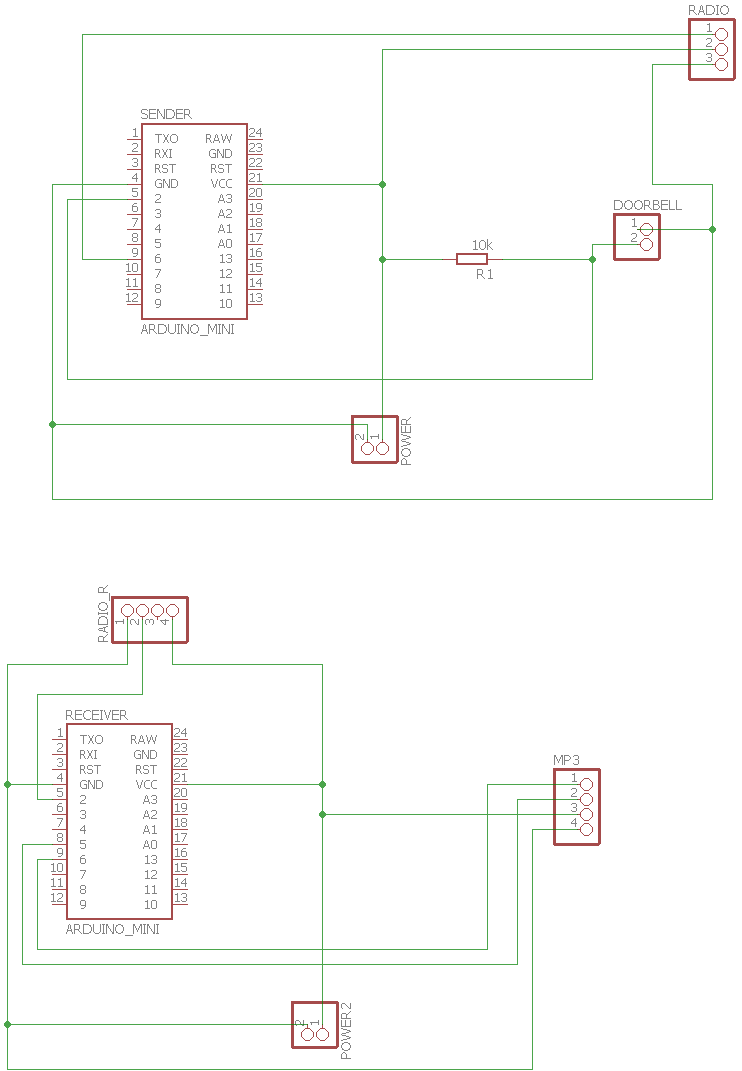 RADIO
1
2
3
SENDER
1 TXO RAW 24
2 RXI GND 23
3 RST RST 22
4 GND VCC 21
5 2 A3 20
6 3 A2 19
7 4 A1 18
8 5 A0 17
9 6 13 16
10 7 12 15
11 8 11 14
12 9 10 13
ARDUINO_MINI
DOORBELL
1
2
10k
R1
2 1
POWER
RADIO_R
1 2 3 4
RECEIVER
1 TXO RAW 24
2 RXI GND 23
3 RST RST 22
4 GND VCC 21
5 2 A3 20
6 3 A2 19
7 4 A1 18
8 5 A0 17
9 6 13 16
10 7 12 15
11 8 11 14
12 9 10 13
ARDUINO_MINI
MP3
1
2
3
4
2 1
POWER2